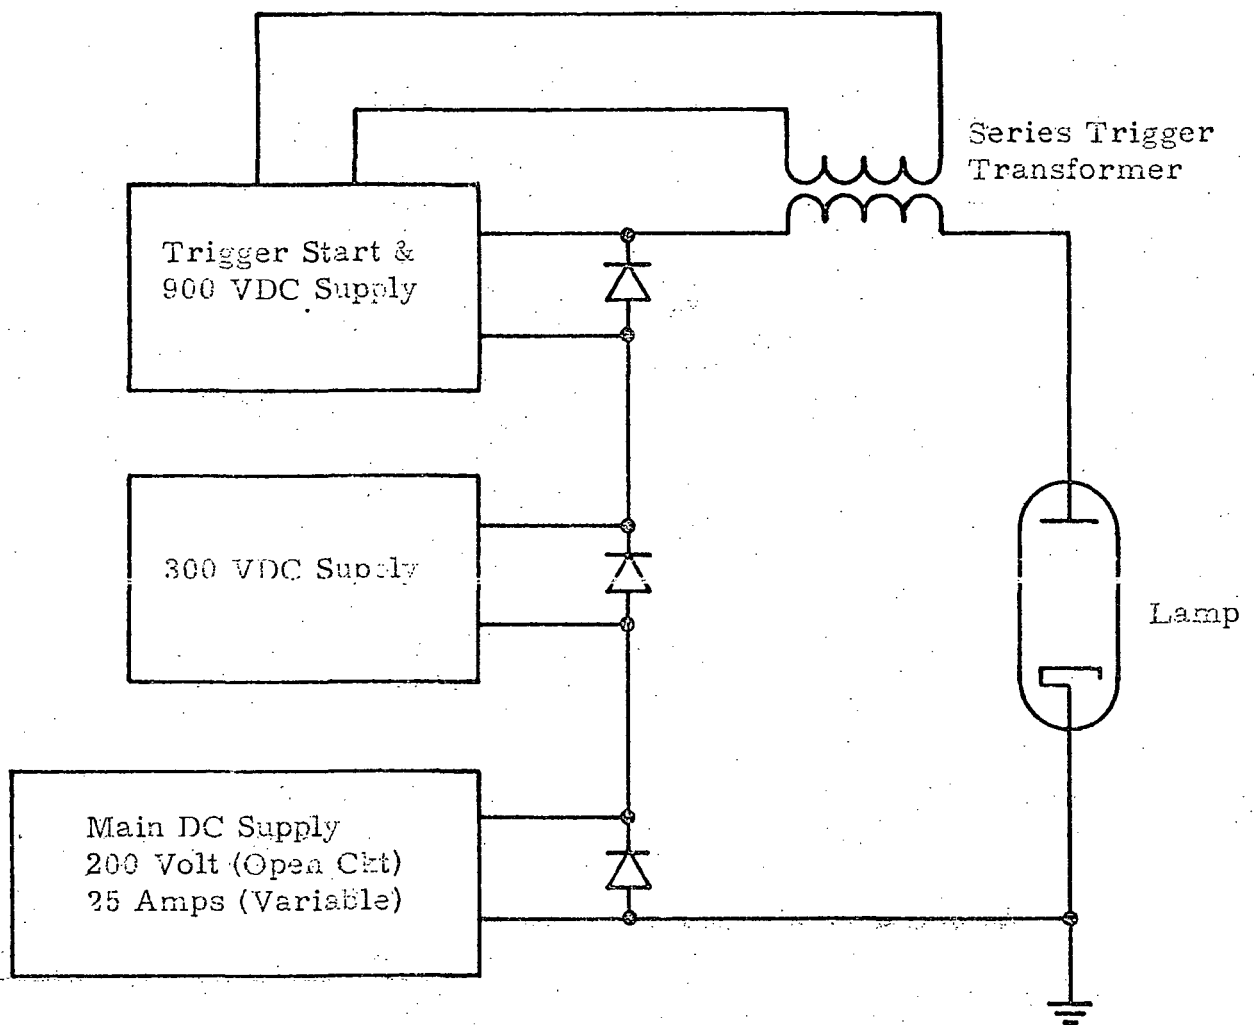 Series Trigger
Transformer
Trigger Start &
900 VDC Supply
300 VDC Supply
Lamp
Main DC Supply
200 Volt (Open Ckt)
25 Amps (Variable)